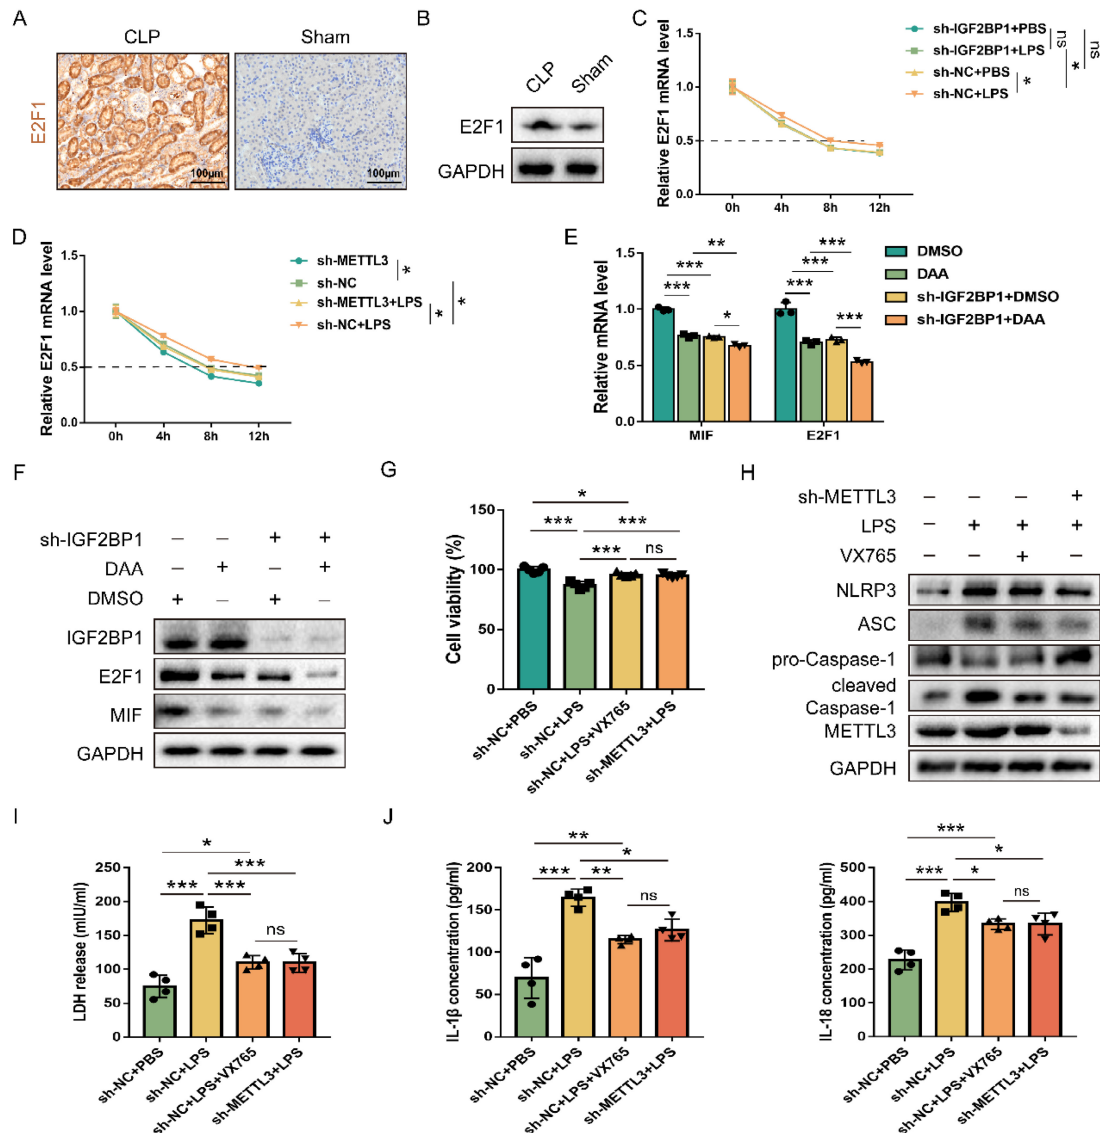 A
CLP
Sham
E2F1
100μm
100μm
B
CLP
Sham
E2F1
GAPDH
C
Relative E2F1 mRNA level
1.5
1.0
0.5
0.0
0h
4h
8h
12h
sh-IGF2BP1+PBS
sh-IGF2BP1+LPS
sh-NC+PBS
sh-NC+LPS
ns
*
*
ns
D
Relative E2F1 mRNA level
1.5
1.0
0.5
0.0
0h
4h
8h
12h
sh-METTL3
sh-NC
sh-METTL3+LPS
sh-NC+LPS
*
*
*
E
Relative mRNA level
1.5
1.0
0.5
0.0
**
***
***
*
***
***
***
***
MIF
E2F1
DMSO
DAA
sh-IGF2BP1+DMSO
sh-IGF2BP1+DAA
F
sh-IGF2BP1 – – + +
DAA – + – +
DMSO + – + –
IGF2BP1
E2F1
MIF
GAPDH
G
Cell viability (%)
150
100
50
0
*
***
***
***
ns
sh-NC+PBS
sh-NC+LPS
sh-NC+LPS+VX765
sh-METTL3+LPS
H
sh-METTL3 – – – +
LPS – + + +
VX765 – – + –
NLRP3
ASC
pro-Caspase-1
cleaved
Caspase-1
METTL3
GAPDH
I
LDH release (mIU/ml)
250
200
150
100
50
0
*
***
***
***
ns
sh-NC+PBS
sh-NC+LPS
sh-NC+LPS+VX765
sh-METTL3+LPS
J
IL-1β concentration (pg/ml)
200
150
100
50
0
**
*
***
**
ns
sh-NC+PBS
sh-NC+LPS
sh-NC+LPS+VX765
sh-METTL3+LPS
IL-18 concentration (pg/ml)
500
400
300
200
100
0
***
*
***
*
ns
sh-NC+PBS
sh-NC+LPS
sh-NC+LPS+VX765
sh-METTL3+LPS